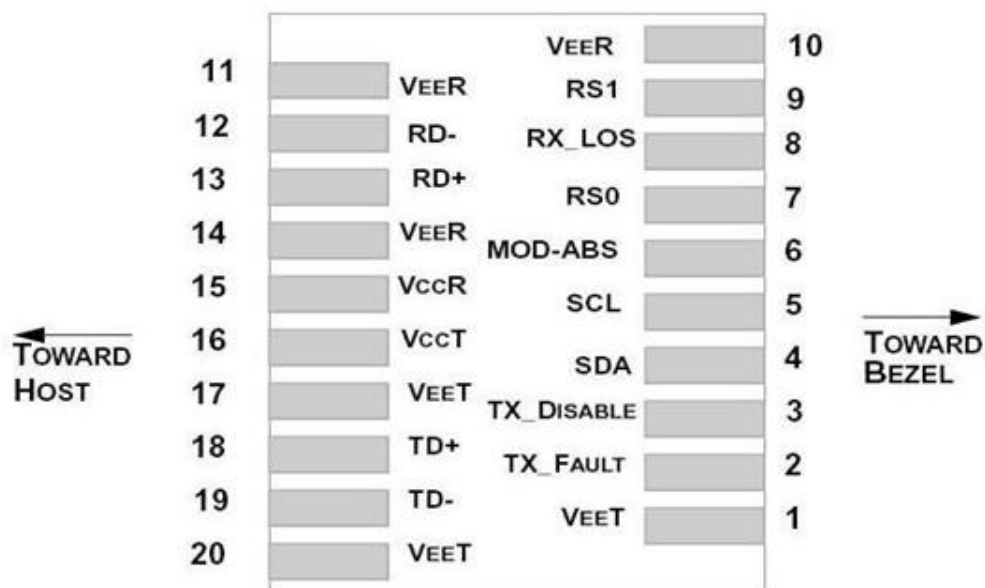 VEER 10
11 VEER
RS1 9
12 RD-
RX_LOS 8
13 RD+
RS0 7
14 VEER
MOD-ABS 6
15 VCCR
SCL 5
16 VCCT
TOWARD
HOST
TOWARD
BEZEL
SDA 4
17 VEET
TX_DISABLE 3
18 TD+
TX_FAULT 2
19 TD-
VEET 1
20 VEET